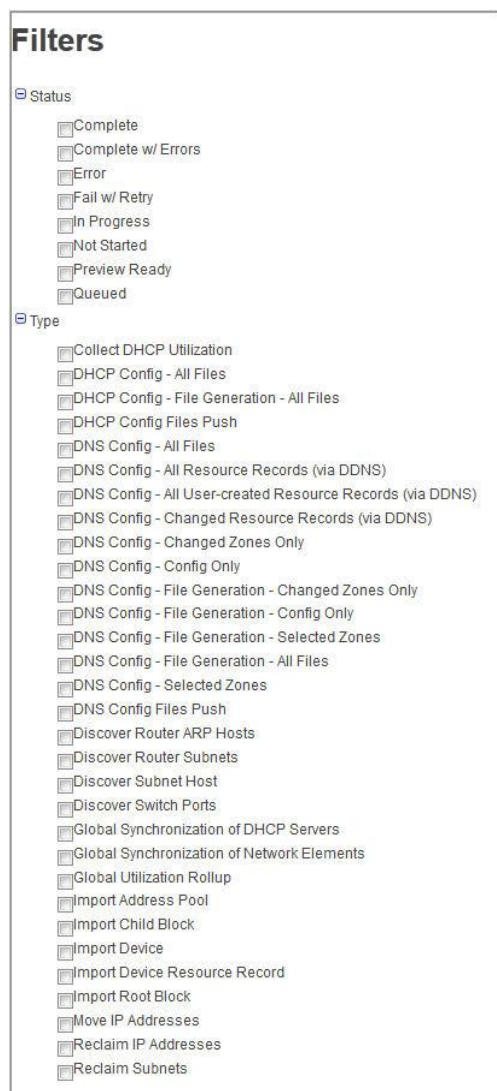 Filters
Status
Complete
Complete w/ Errors
Error
Fail w/ Retry
In Progress
Not Started
Preview Ready
Queued
Type
Collect DHCP Utilization
DHCP Config - All Files
DHCP Config - File Generation - All Files
DHCP Config Files Push
DNS Config - All Files
DNS Config - All Resource Records (via DDNS)
DNS Config - All User-created Resource Records (via DDNS)
DNS Config - Changed Resource Records (via DDNS)
DNS Config - Changed Zones Only
DNS Config - Config Only
DNS Config - File Generation - Changed Zones Only
DNS Config - File Generation - Config Only
DNS Config - File Generation - Selected Zones
DNS Config - File Generation - All Files
DNS Config - Selected Zones
DNS Config Files Push
Discover Router ARP Hosts
Discover Router Subnets
Discover Subnet Host
Discover Switch Ports
Global Synchronization of DHCP Servers
Global Synchronization of Network Elements
Global Utilization Rollup
Import Address Pool
Import Child Block
Import Device
Import Device Resource Record
Import Root Block
Move IP Addresses
Reclaim IP Addresses
Reclaim Subnets